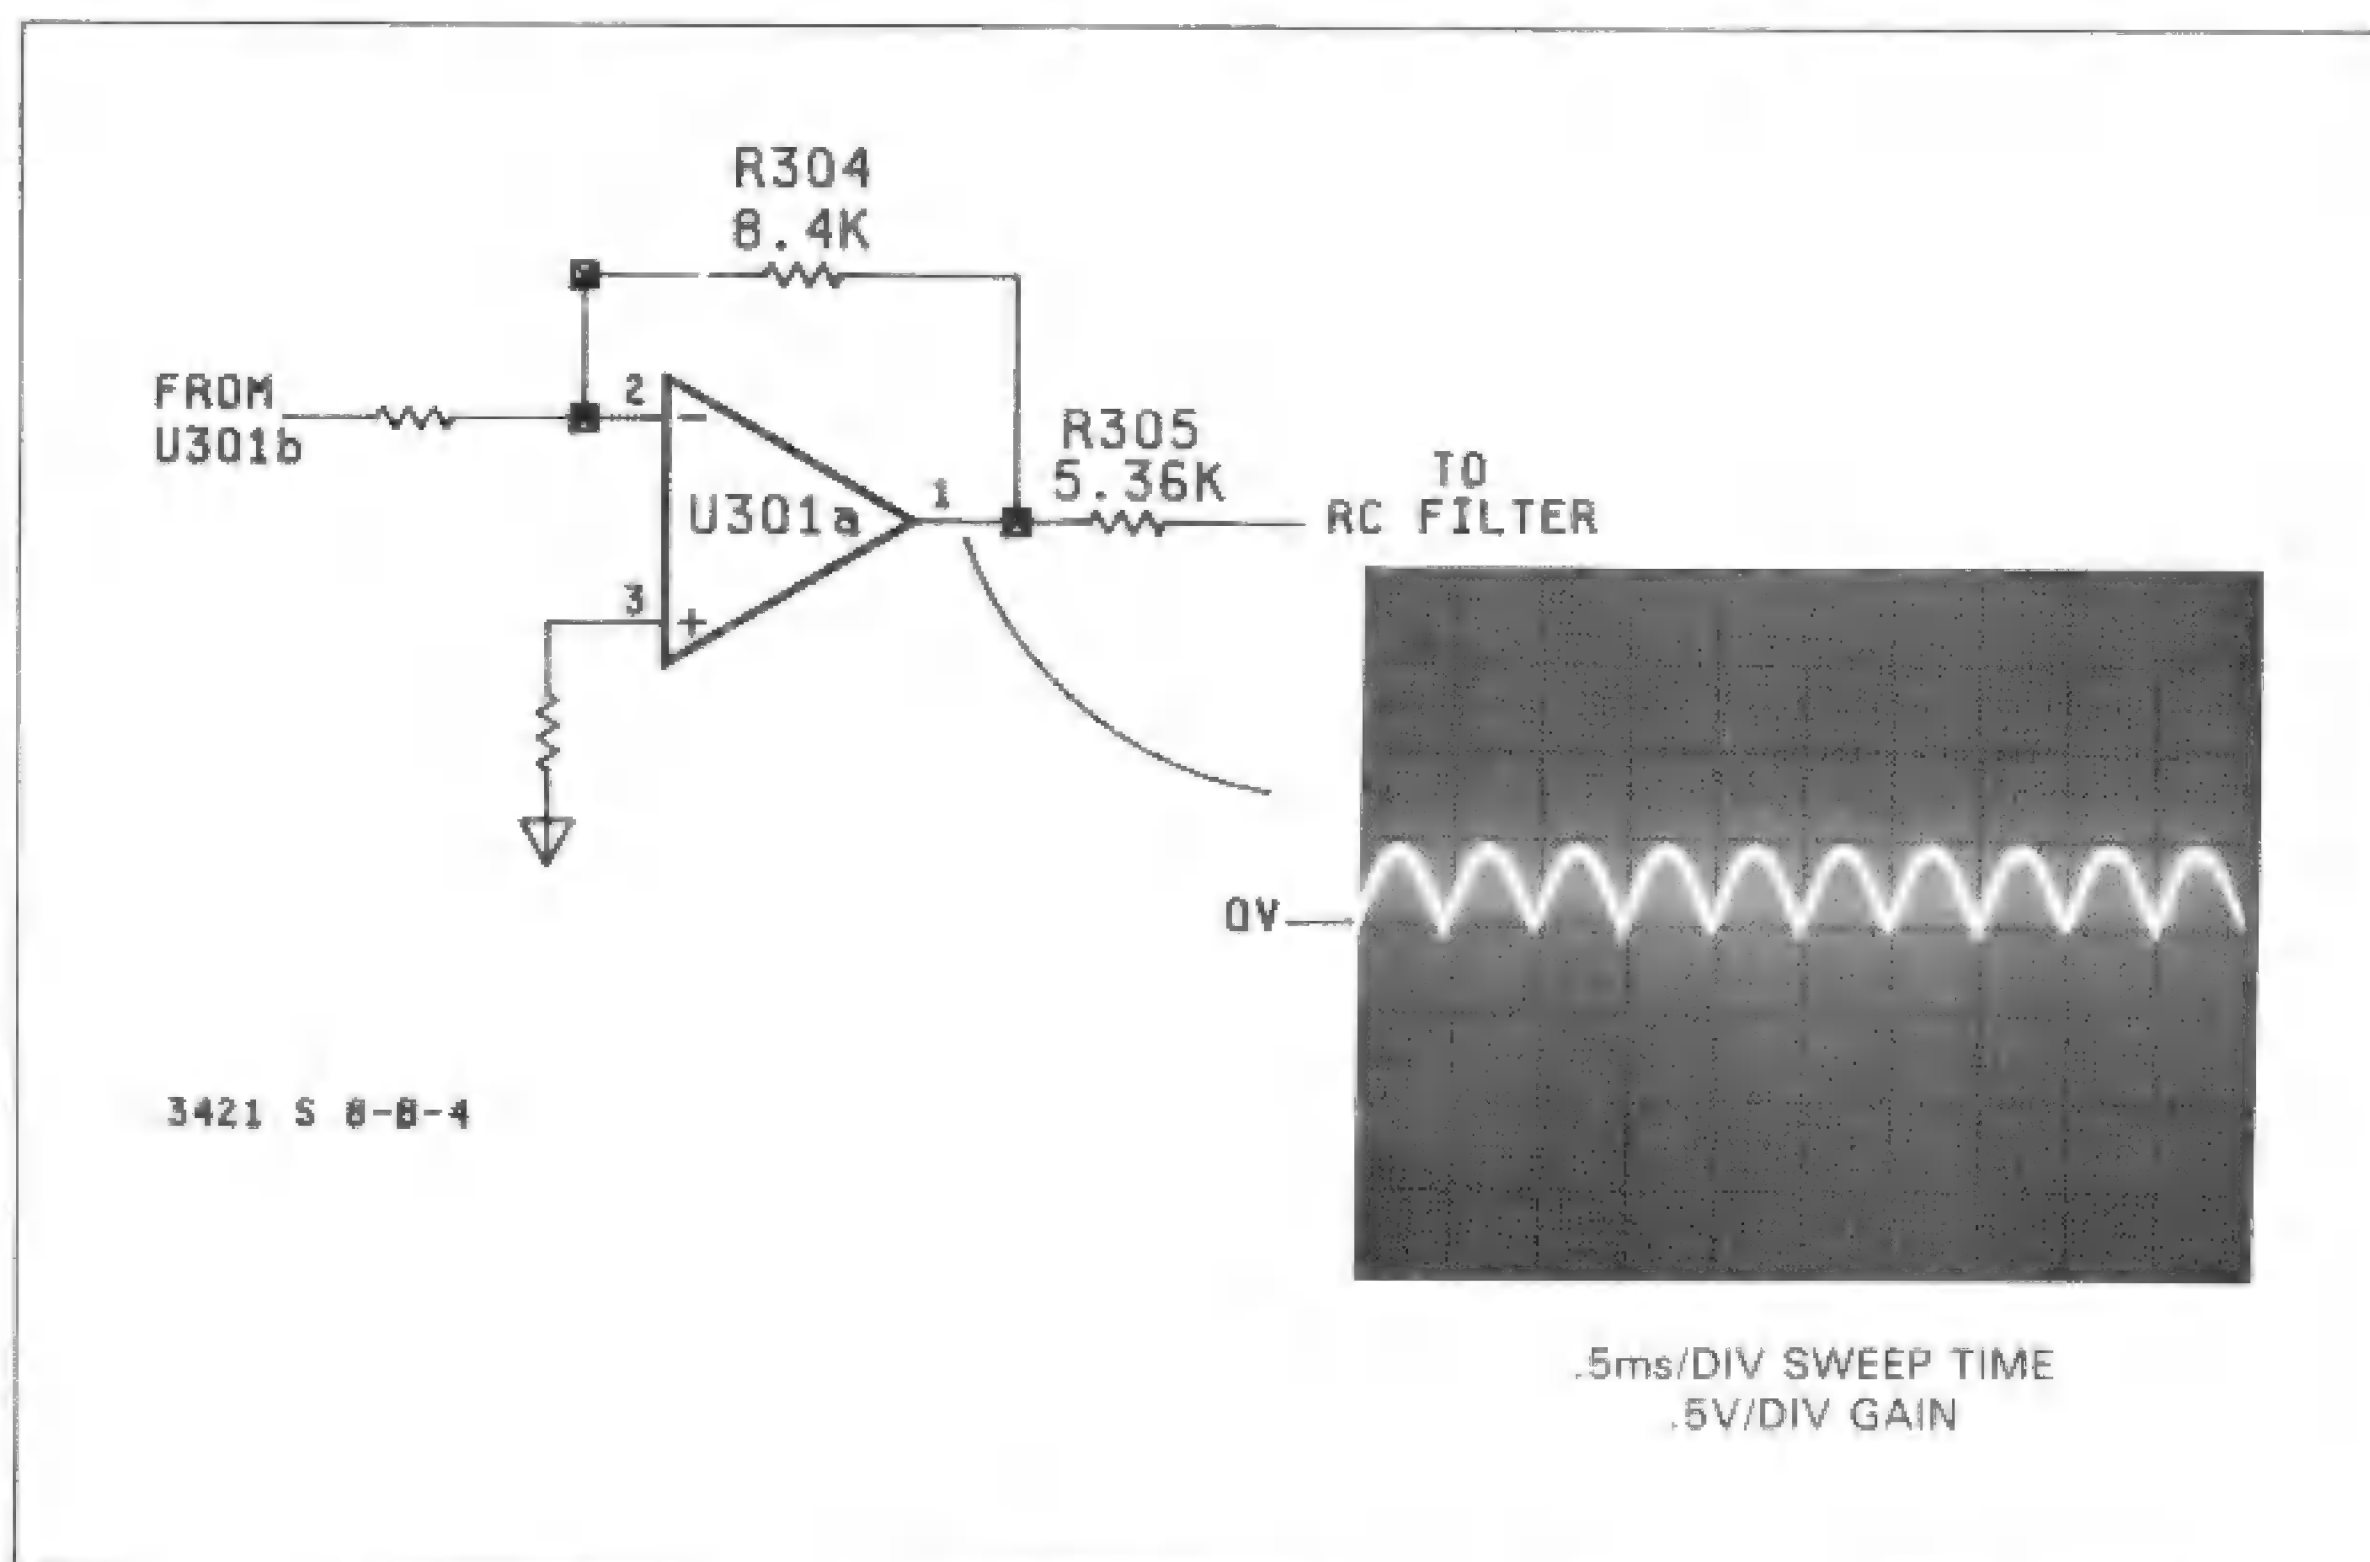 R304
8.4K
FROM
U301b
2
-
U301a
1
3
+
R305
5.36K
TO
RC FILTER
0V
3421 S 8-8-4
.5ms/DIV SWEEP TIME
.5V/DIV GAIN